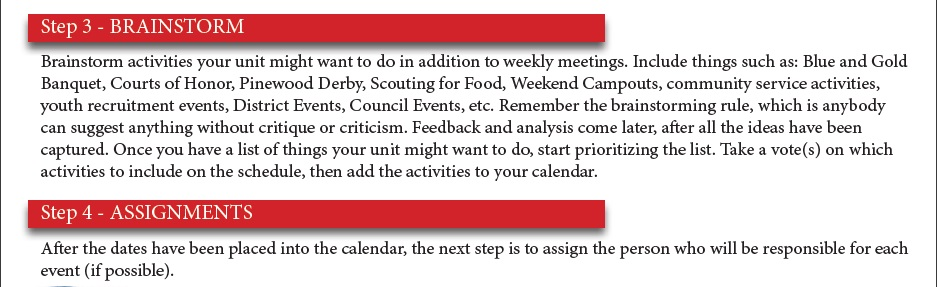 Step 3 - BRAINSTORM
Brainstorm activities your unit might want to do in addition to weekly meetings. Include things such as: Blue and Gold
Banquet, Courts of Honor, Pinewood Derby, Scouting for Food, Weekend Campouts, community service activities,
youth recruitment events, District Events, Council Events, etc. Remember the brainstorming rule, which is anybody
can suggest anything without critique or criticism. Feedback and analysis come later, after all the ideas have been
captured. Once you have a list of things your unit might want to do, start prioritizing the list. Take a vote(s) on which
activities to include on the schedule, then add the activities to your calendar.
Step 4 - ASSIGNMENTS
After the dates have been placed into the calendar, the next step is to assign the person who will be responsible for each
event (if possible).